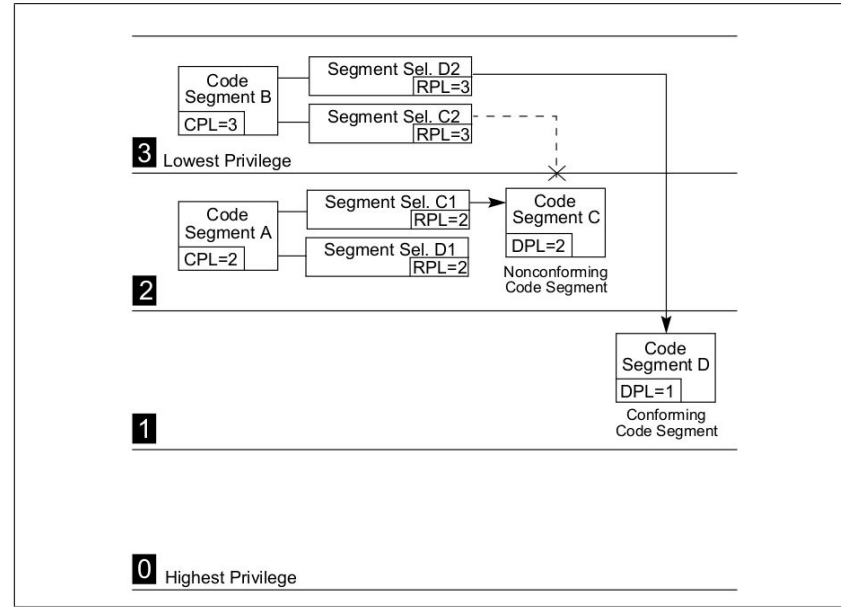 Code
Segment B
CPL=3
Segment Sel. D2
RPL=3
Segment Sel. C2
RPL=3
3
Lowest Privilege
Code
Segment A
CPL=2
Segment Sel. C1
RPL=2
Segment Sel. D1
RPL=2
Code
Segment C
DPL=2
Nonconforming
Code Segment
2
Code
Segment D
DPL=1
Conforming
Code Segment
1
0
Highest Privilege